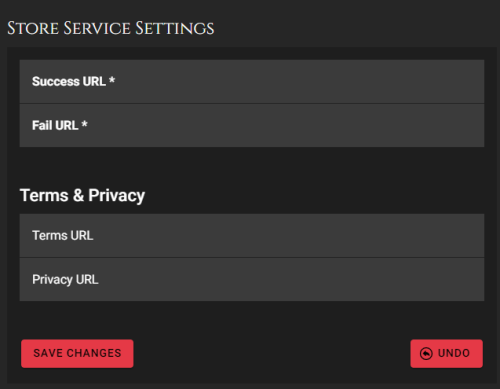 Store Service Settings
Success URL *
Fail URL *
Terms & Privacy
Terms URL
Privacy URL
SAVE CHANGES
UNDO